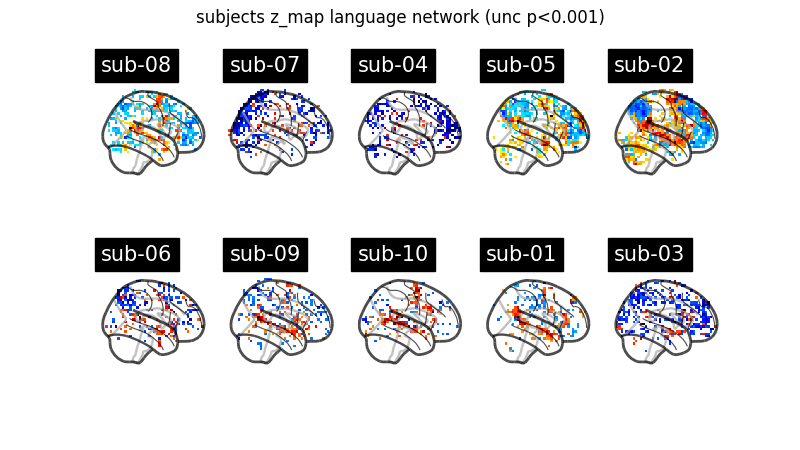 subjects z_map language network (unc p<0.001)
sub-08 sub-07 sub-04 sub-05 sub-02
sub-06 sub-09 sub-10 sub-01 sub-03